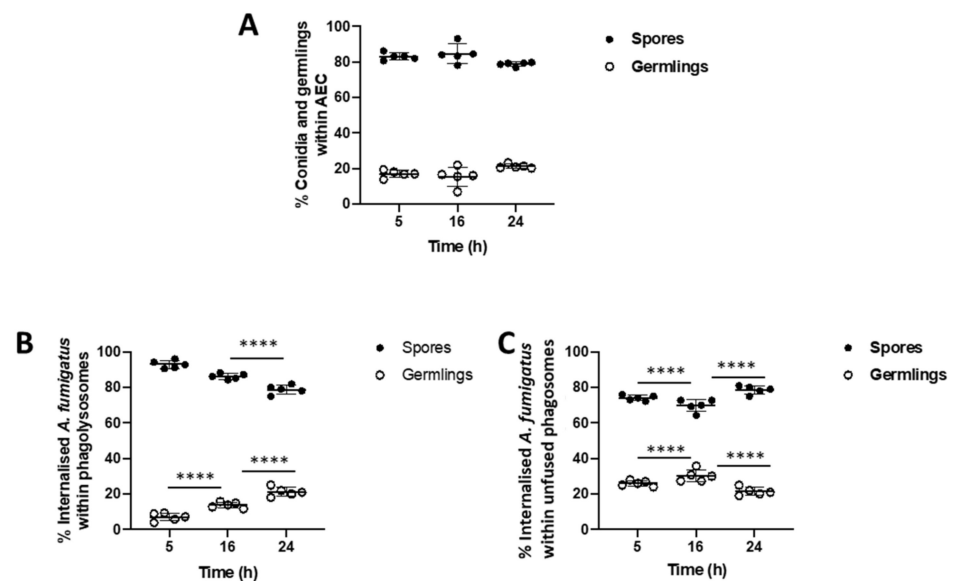 A
% Conidia and germlings
within AEC
100
80
60
40
20
0
5 16 24
Time (h)
Spores
Germlings
B
% Internalised A. fumigatus
within phagolysosomes
100
80
60
40
20
0
**** 
**** ****
5 16 24
Time (h)
Spores
Germlings
C
% Internalised A. fumigatus
within unfused phagosomes
100
80
60
40
20
0
**** ****
**** ****
5 16 24
Time (h)
Spores
Germlings